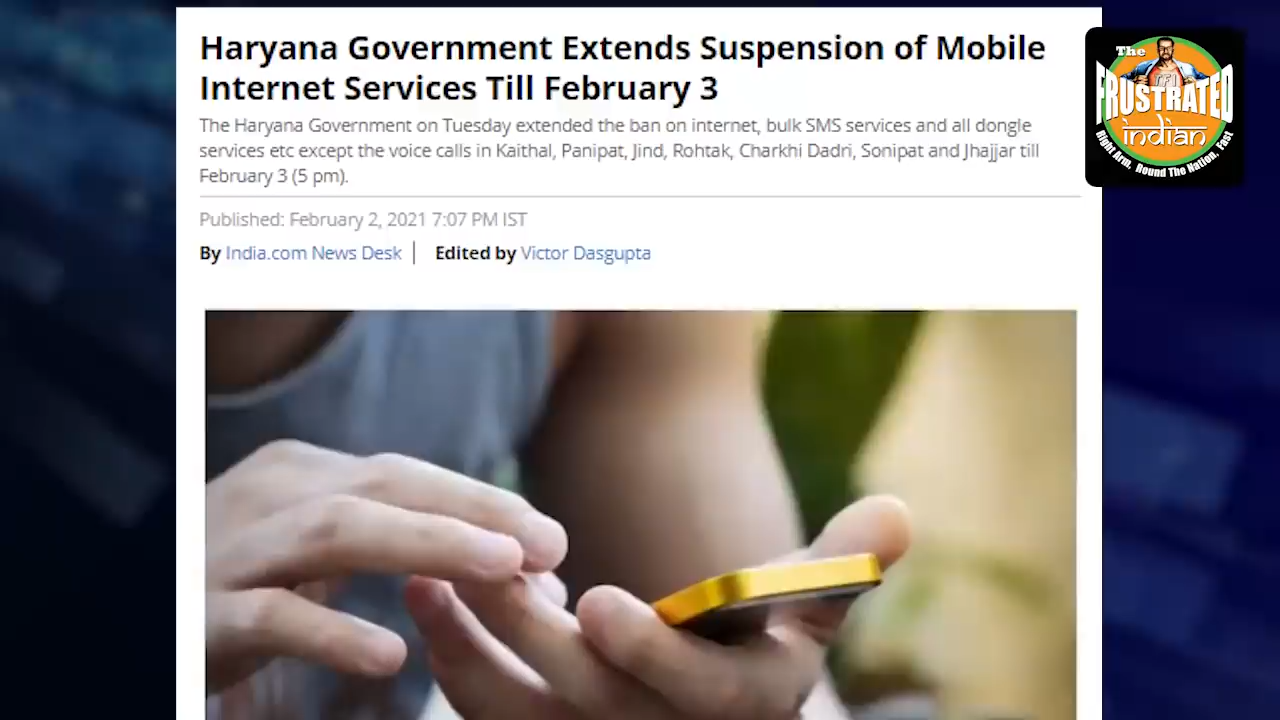 Haryana Government Extends Suspension of Mobile
Internet Services Till February 3
The Haryana Government on Tuesday extended the ban on internet, bulk SMS services and all dongle
services etc except the voice calls in Kaithal, Panipat, Jind, Rohtak, Charkhi Dadri, Sonipat and Jhajjar till
February 3 (5 pm).
Published: February 2, 2021 7:07 PM IST
By India.com News Desk | Edited by Victor Dasgupta
The
TFI
FRUSTRATED
indian
Right Arm, Round The Nation, Fast